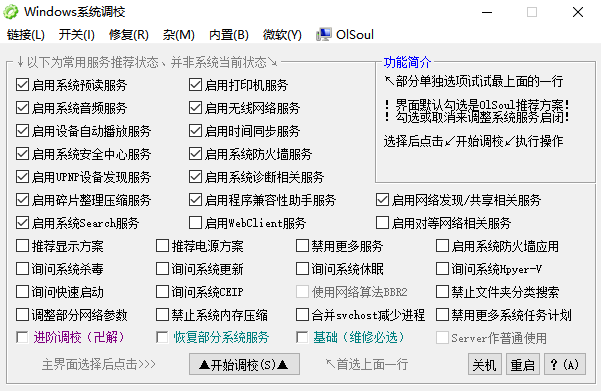 Windows系统调校
链接(L) 开关(I) 修复(R) 杂(M) 内置(B) 微软(Y) OlSoul
↓以下为常用服务推荐状态、并非系统当前状态↘ 功能简介
启用系统预读服务 启用打印机服务 ↖部分单独选项试试最上面的一行
启用系统音频服务 启用无线网络服务 ！界面默认勾选是OlSoul推荐方案！
启用设备自动播放服务 启用时间同步服务 ！勾选或取消来调整系统服务启闭！
启用系统安全中心服务 启用系统防火墙服务 选择后点击↙开始调校↙执行操作
启用UPNP设备发现服务 启用系统诊断相关服务
启用碎片整理压缩服务 启用程序兼容性助手服务 启用网络发现/共享相关服务
启用系统Search服务 启用WebClient服务 启用对等网络相关服务
推荐显示方案 推荐电源方案 禁用更多服务 启用系统防火墙应用
询问系统杀毒 询问系统更新 询问系统休眠 询问系统Hpyer-V
询问快速启动 询问系统CEIP 使用网络算法BBR2 禁止文件夹分类搜索
调整部分网络参数 禁止系统内存压缩 合并svchost减少进程 禁用更多系统任务计划
进阶调校（卍解） 恢复部分系统服务 基础（维修必选） Server作普通使用
主界面选择后点击>>> ▲开始调校(S)▲ ↖首选上面一行 关机 重启 ？(A)